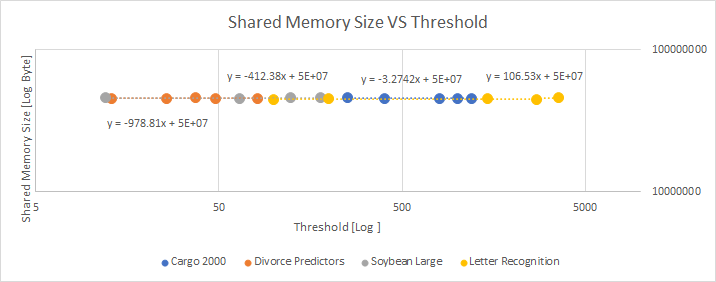 Shared Memory Size VS Threshold
Shared Memory Size [Log Byte]
100000000
y = -412.38x + 5E+07
y = -3.2742x + 5E+07
y = 106.53x + 5E+07
y = -978.81x + 5E+07
10000000
5
50
500
5000
Threshold [Log ]
Cargo 2000
Divorce Predictors
Soybean Large
Letter Recognition